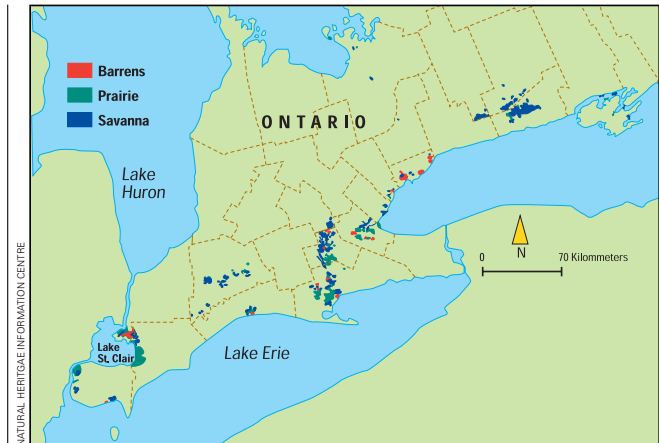 Barrens
Prairie
Savanna
ONTARIO
Lake
Huron
N
0 70 Kilometers
Lake
St. Clair
Lake Erie
NATURAL HERITGAE INFORMATION CENTRE